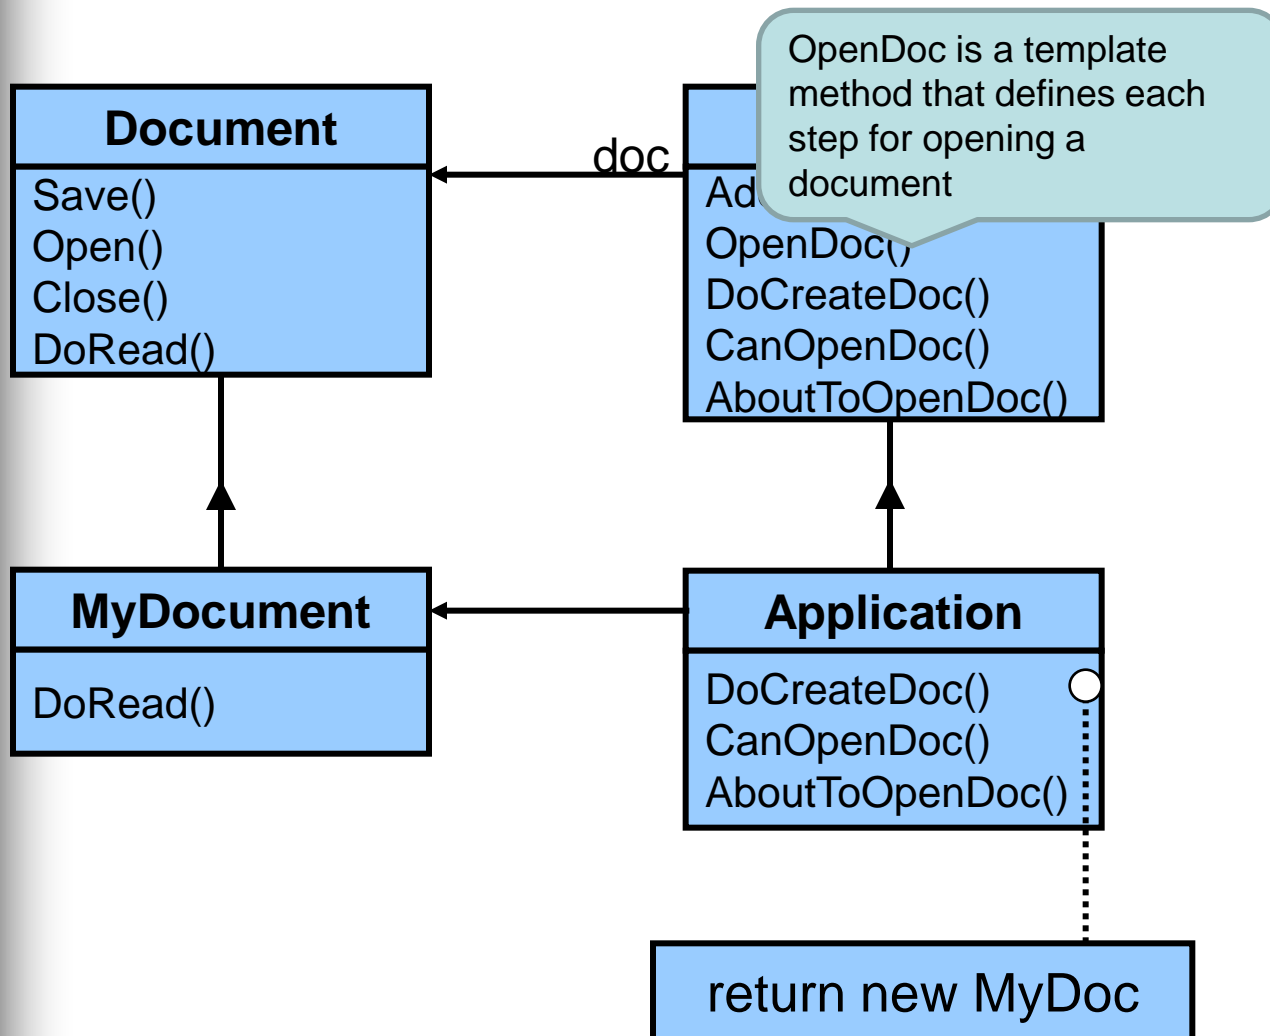 OpenDoc is a template
method that defines each
step for opening a
document
Document
Save()
Open()
Close()
DoRead()
doc
OpenDoc()
DoCreateDoc()
CanOpenDoc()
AboutToOpenDoc()
MyDocument
DoRead()
Application
DoCreateDoc()
CanOpenDoc()
AboutToOpenDoc()
return new MyDoc